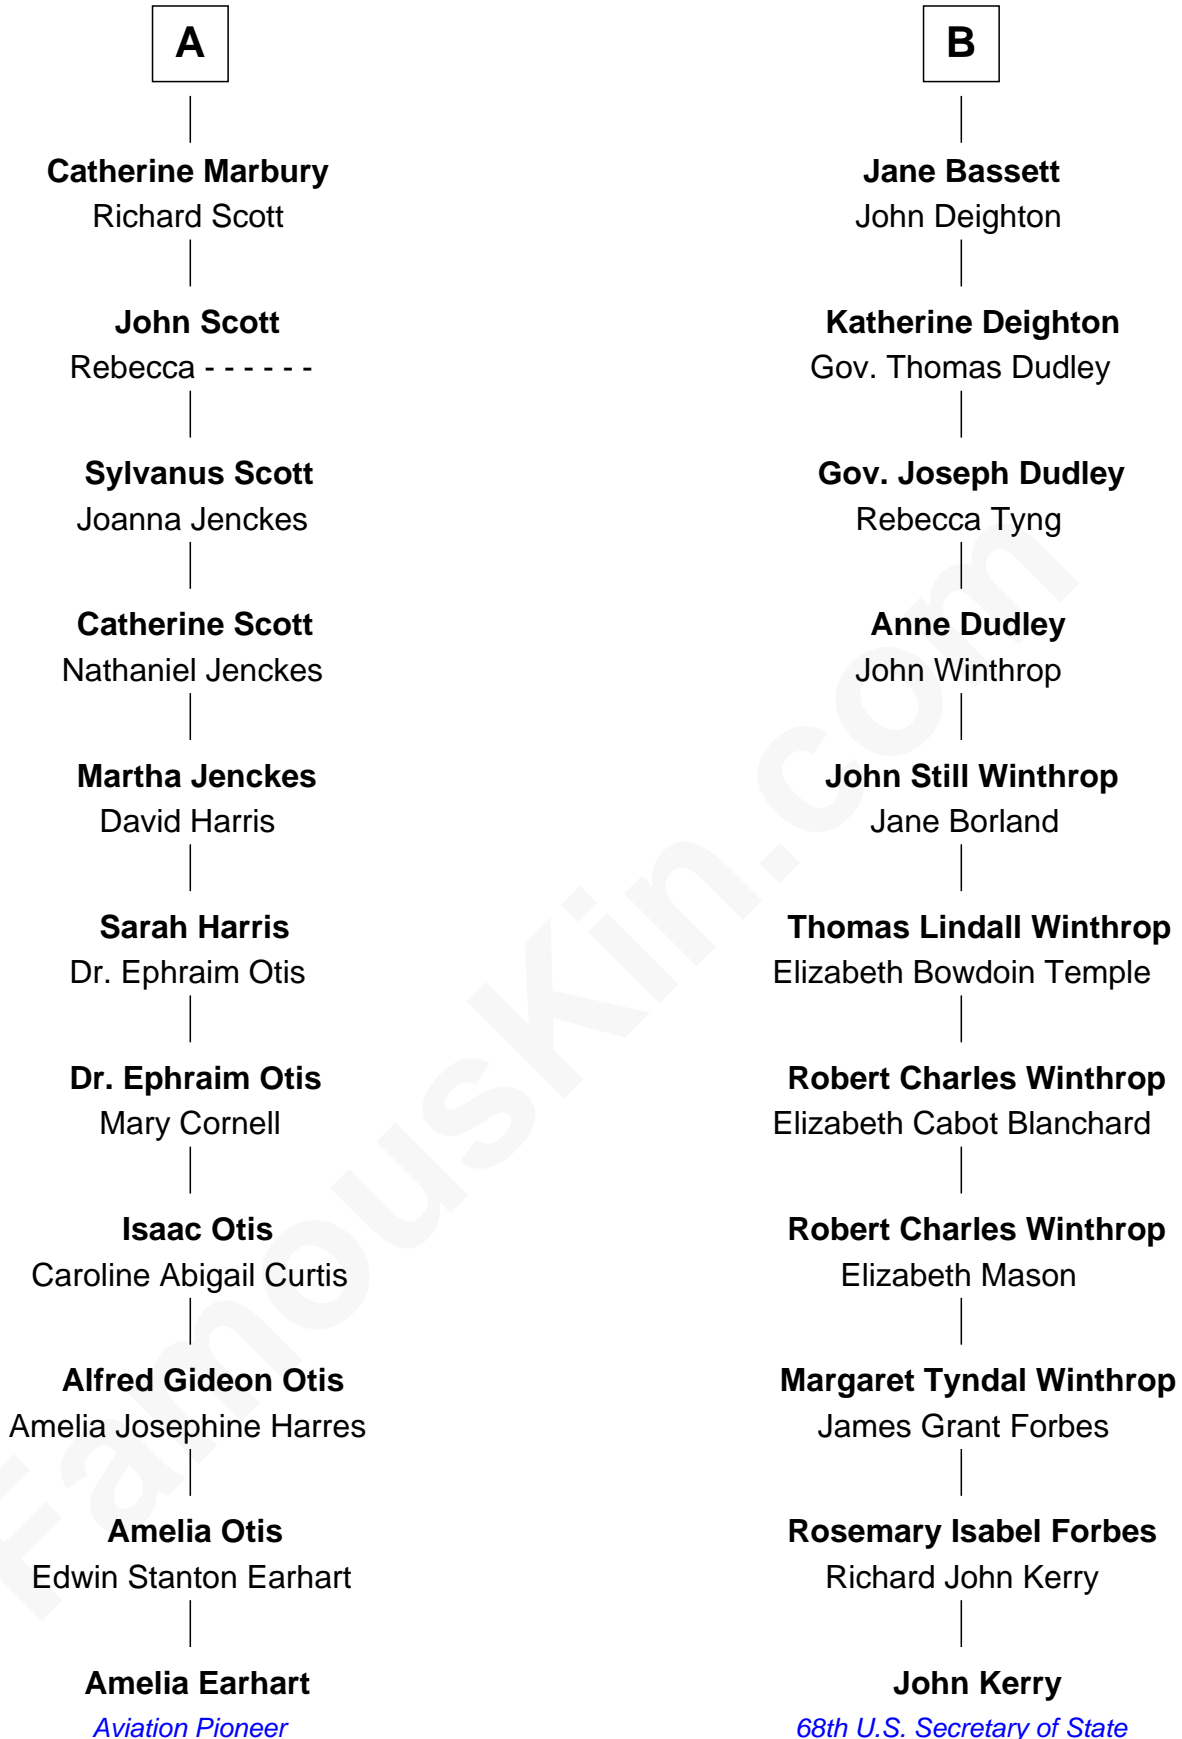 A
Catherine Marbury
Richard Scott
John Scott
Rebecca - - - - - -
Sylvanus Scott
Joanna Jenckes
Catherine Scott
Nathaniel Jenckes
Martha Jenckes
David Harris
Sarah Harris
Dr. Ephraim Otis
Dr. Ephraim Otis
Mary Cornell
Isaac Otis
Caroline Abigail Curtis
Alfred Gideon Otis
Amelia Josephine Harres
Amelia Otis
Edwin Stanton Earhart
Amelia Earhart
Aviation Pioneer
B
Jane Bassett
John Deighton
Katherine Deighton
Gov. Thomas Dudley
Gov. Joseph Dudley
Rebecca Tyng
Anne Dudley
John Winthrop
John Still Winthrop
Jane Borland
Thomas Lindall Winthrop
Elizabeth Bowdoin Temple
Robert Charles Winthrop
Elizabeth Cabot Blanchard
Robert Charles Winthrop
Elizabeth Mason
Margaret Tyndal Winthrop
James Grant Forbes
Rosemary Isabel Forbes
Richard John Kerry
John Kerry
68th U.S. Secretary of State
FamousKin.com